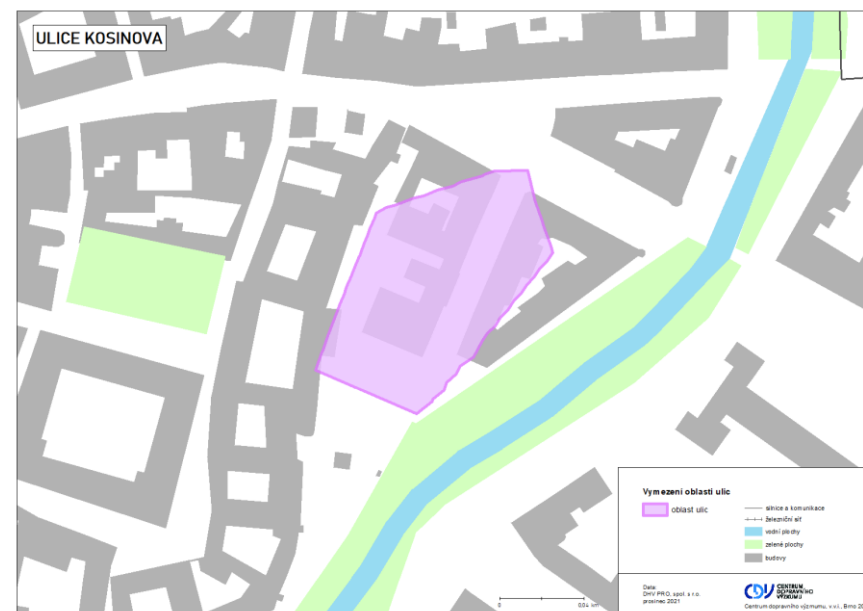 ULICE KOSINOVA
Vymezení oblasti ulic
oblast ulic
silnice a komunikace
železniční síť
vodní plochy
zelené plochy
budovy
Data:
DHV PRO, spol. s r.o.
prosinec 2021
0 0,04 km
CDV CENTRUM
DOPRAVNÍHO
VÝZKUMU
Centrum dopravního výzkumu, v.v.i., Brno